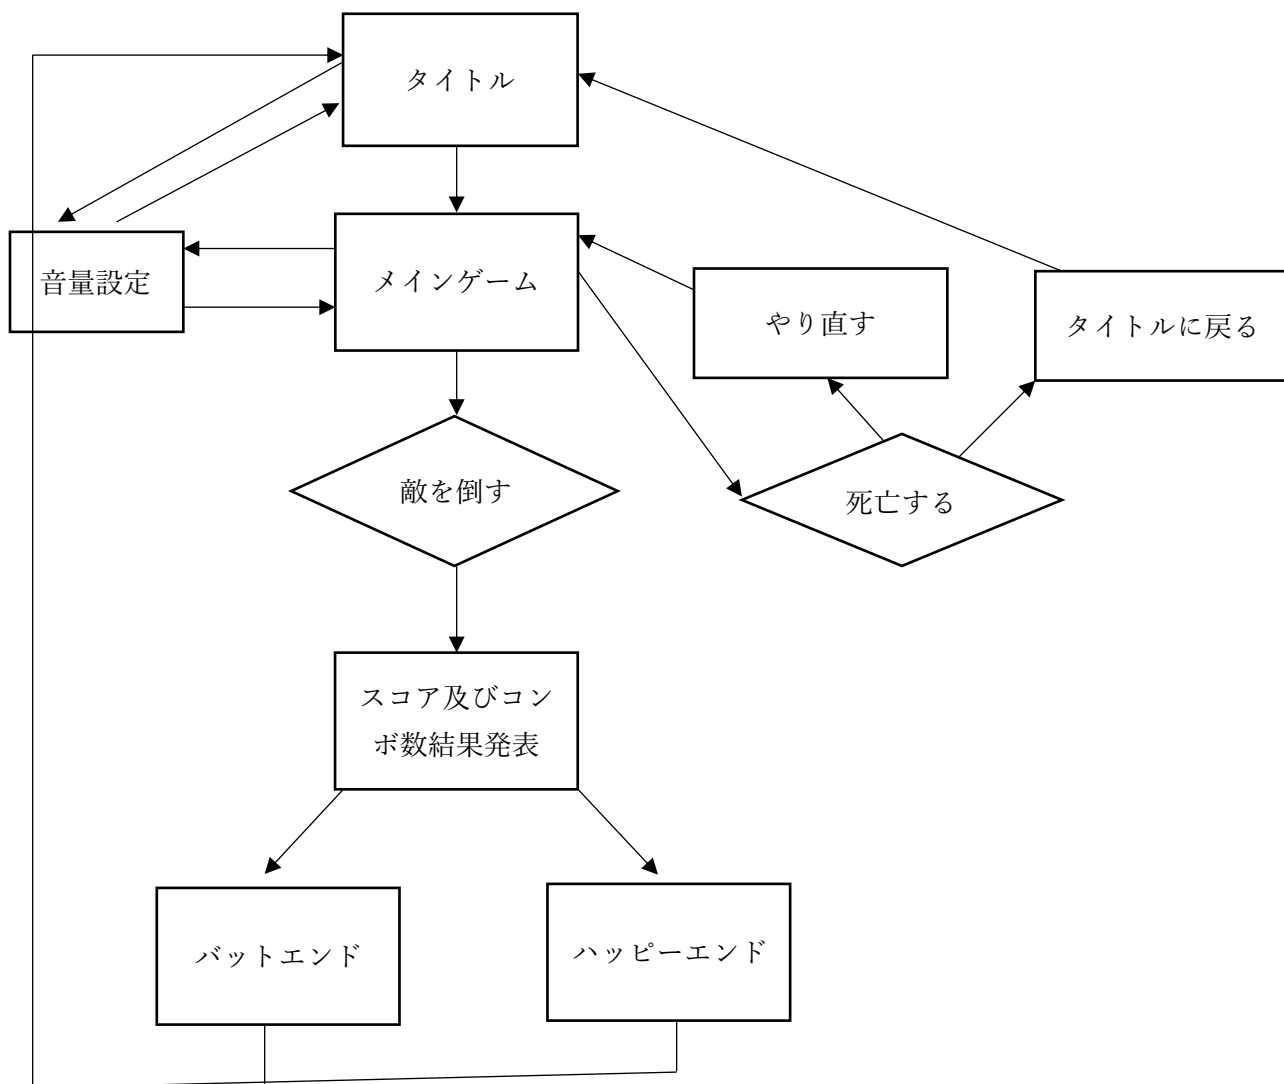 タイトル
音量設定
メインゲーム
やり直す
タイトルに戻る
敵を倒す
死亡する
スコア及びコン
ボ数結果発表
バットエンド
ハッピーエンド